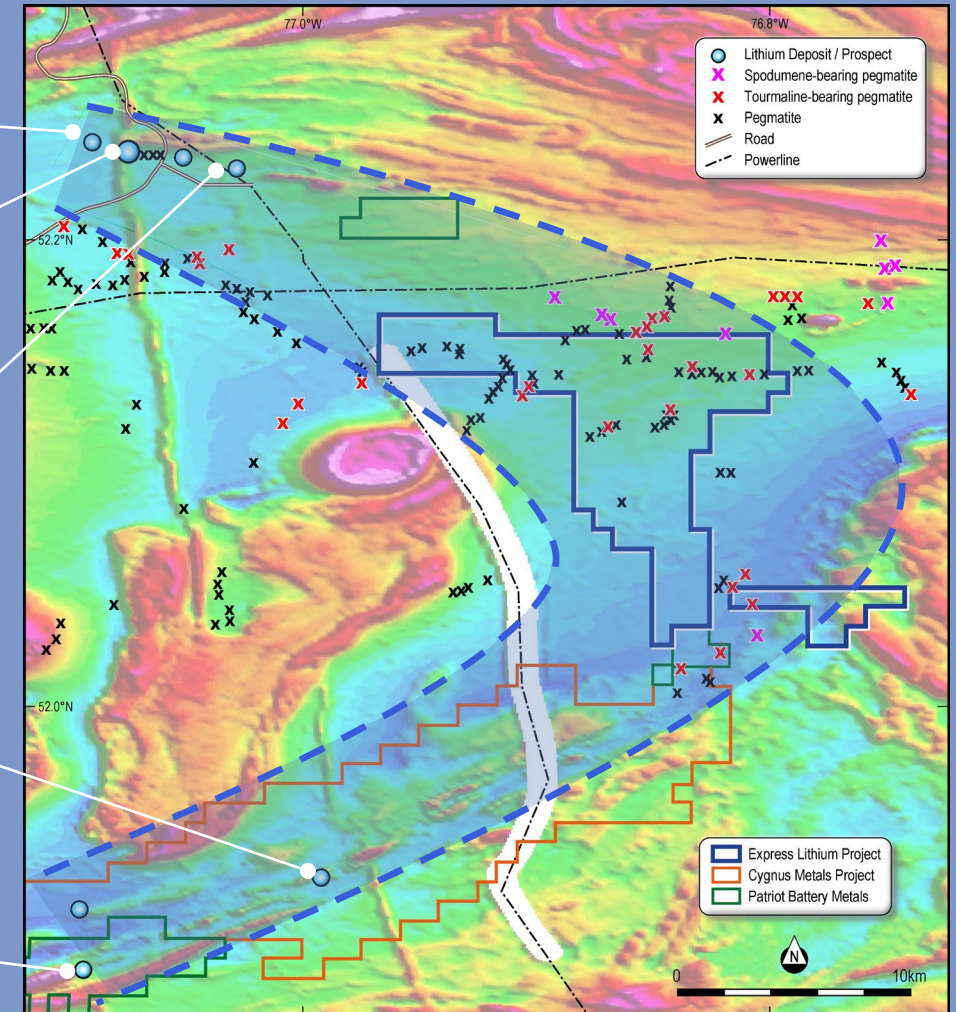 77.0°W
76.8°W
Lithium Deposit / Prospect
X Spodumene-bearing pegmatite
X Tourmaline-bearing pegmatite
x Pegmatite
Road
Powerline
52.2°N
52.0°N
Express Lithium Project
Cygnus Metals Project
Patriot Battery Metals
N
0 10km